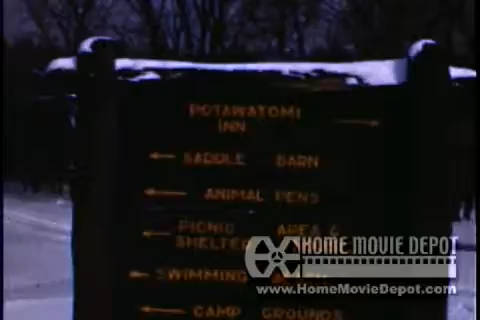 POTAWATOMI
INN
SADDLE BARN
ANIMAL PENS
PICNIC AREA &
SHELTER
SWIMMING
CAMP GROUNDS
HOME MOVIE DEPOT
www.HomeMovieDepot.com